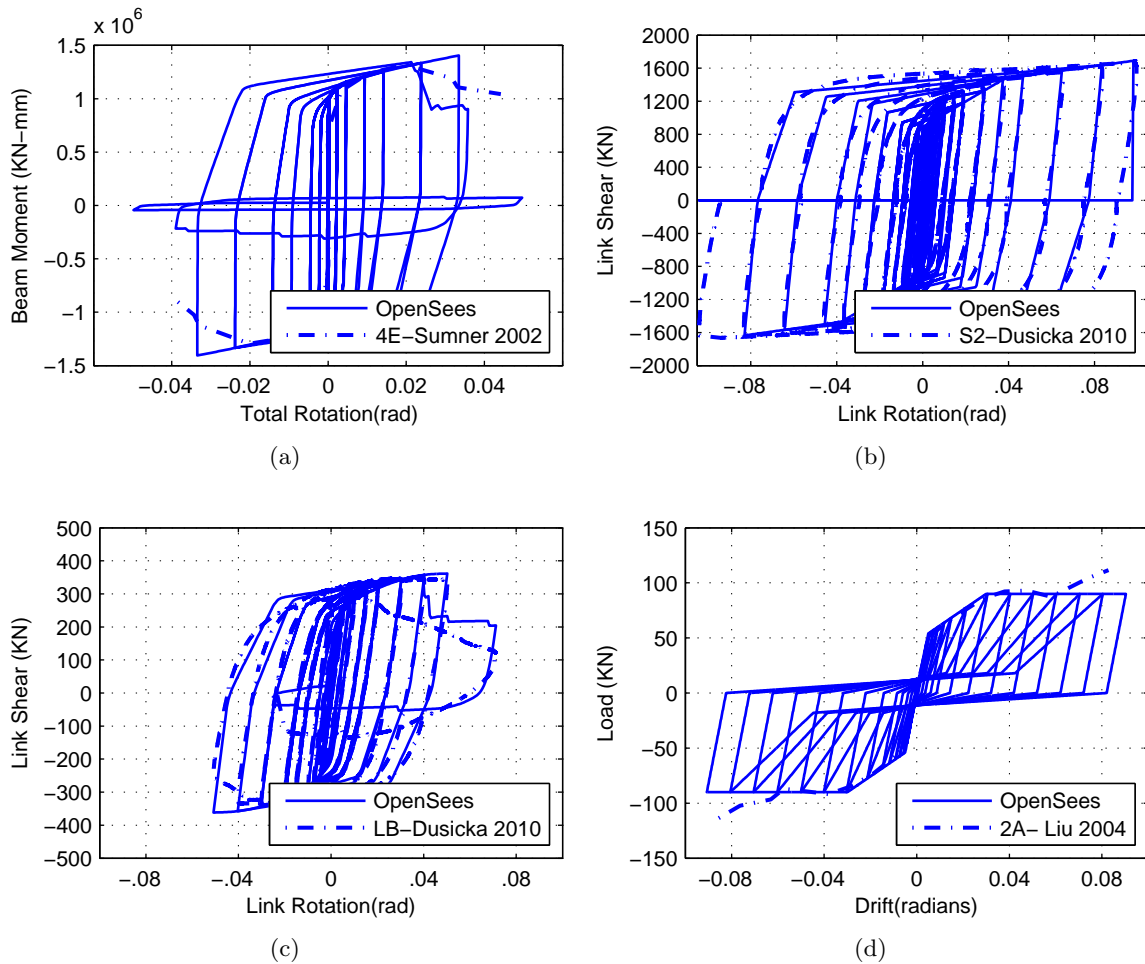 x 10^6
1.5
1
0.5
0
−0.5
−1
−1.5
Beam Moment (KN−mm)
OpenSees
4E−Sumner 2002
−0.04 −0.02 0 0.02 0.04
Total Rotation(rad)
(a)
2000
1600
1200
800
400
0
−400
−800
−1200
−1600
−2000
Link Shear (KN)
OpenSees
S2−Dusicka 2010
−.08 −.04 0 .04 .08
Link Rotation(rad)
(b)
500
400
300
200
100
0
−100
−200
−300
−400
−500
Link Shear (KN)
OpenSees
LB−Dusicka 2010
−.08 −.04 0 .04 .08
Link Rotation(rad)
(c)
150
100
50
0
−50
−100
−150
Load (KN)
OpenSees
2A− Liu 2004
−0.08 −0.04 0 0.04 0.08
Drift(radians)
(d)